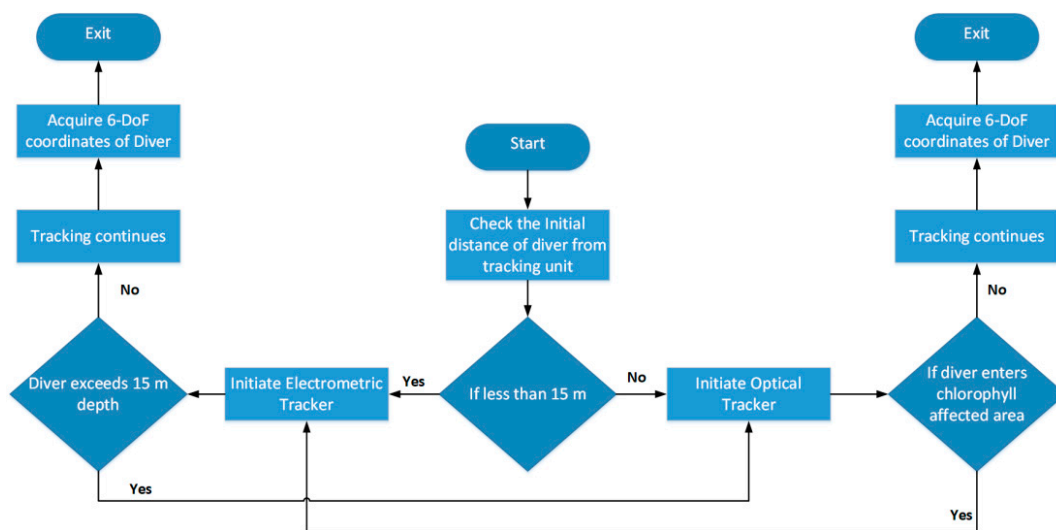 Exit
Exit
Acquire 6-DoF
coordinates of Diver
Acquire 6-DoF
coordinates of Diver
Start
Tracking continues
Check the Initial
distance of diver from
tracking unit
Tracking continues
No
No
Diver exceeds 15 m
depth
Initiate Electrometric
Tracker
Yes
If less than 15 m
No
Initiate Optical
Tracker
If diver enters
chlorophyll
affected area
Yes
Yes